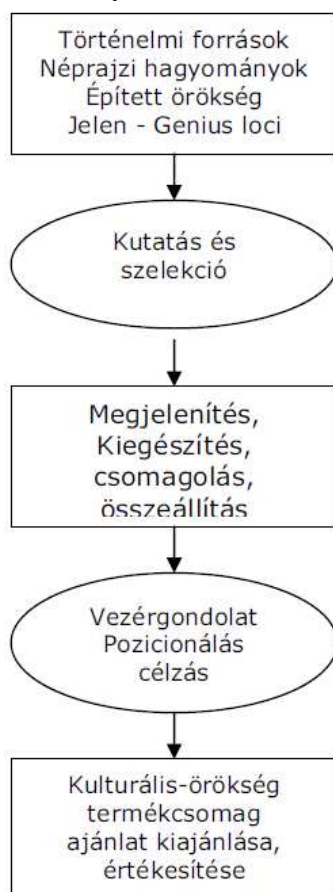 Történelmi források
Néprajzi hagyományok
Épített örökség
Jelen - Genius loci
Kutatás és
szelekció
Megjelenítés,
Kiegészítés,
csomagolás,
összeállítás
Vezérgondolat
Pozicionálás
célzás
Kulturális-örökség
termékcsomag
ajánlat kiajánlása,
értékesítése